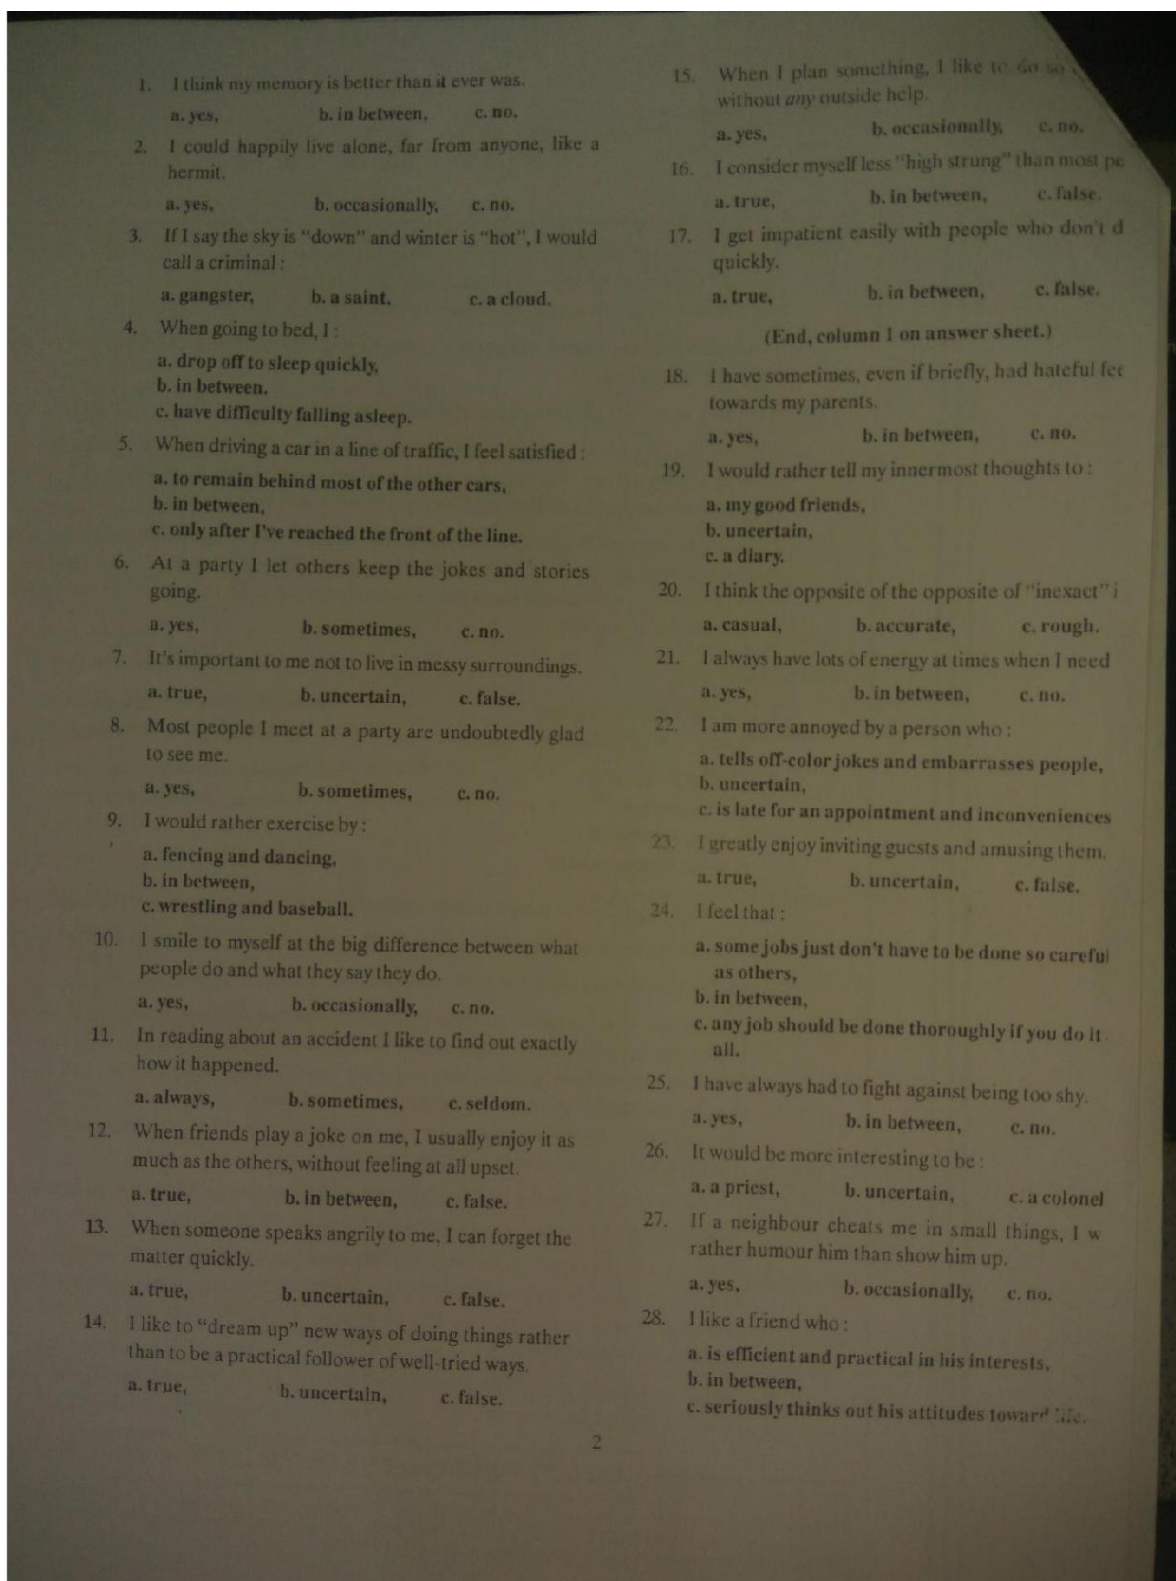 1. I think my memory is better than it ever was.
a. yes, b. in between, c. no.
2. I could happily live alone, far from anyone, like a
hermit.
a. yes, b. occasionally, c. no.
3. If I say the sky is “down” and winter is “hot”, I would
call a criminal :
a. gangster, b. a saint. c. a cloud.
4. When going to bed, I :
a. drop off to sleep quickly,
b. in between.
c. have difficulty falling asleep.
5. When driving a car in a line of traffic, I feel satisfied :
a. to remain behind most of the other cars,
b. in between,
c. only after I've reached the front of the line.
6. At a party I let others keep the jokes and stories
going.
a. yes, b. sometimes, c. no.
7. It's important to me not to live in messy surroundings.
a. true, b. uncertain, c. false.
8. Most people I meet at a party are undoubtedly glad
to see me.
a. yes, b. sometimes, c. no.
9. I would rather exercise by :
a. fencing and dancing,
b. in between,
c. wrestling and baseball.
10. I smile to myself at the big difference between what
people do and what they say they do.
a. yes, b. occasionally, c. no.
11. In reading about an accident I like to find out exactly
how it happened.
a. always, b. sometimes, c. seldom.
12. When friends play a joke on me, I usually enjoy it as
much as the others, without feeling at all upset.
a. true, b. in between, c. false.
13. When someone speaks angrily to me, I can forget the
matter quickly.
a. true, b. uncertain, c. false.
14. I like to “dream up” new ways of doing things rather
than to be a practical follower of well-tried ways.
a. true, b. uncertain, c. false.
15. When I plan something, I like to do so
without any outside help.
a. yes, b. occasionally, c. no.
16. I consider myself less “high strung” than most pe
a. true, b. in between, c. false.
17. I get impatient easily with people who don't d
quickly.
a. true, b. in between, c. false.
(End, column 1 on answer sheet.)
18. I have sometimes, even if briefly, had hateful fee
towards my parents.
a. yes, b. in between, c. no.
19. I would rather tell my innermost thoughts to :
a. my good friends,
b. uncertain,
c. a diary.
20. I think the opposite of the opposite of “inexact” i
a. casual, b. accurate, c. rough.
21. I always have lots of energy at times when I need
a. yes, b. in between, c. no.
22. I am more annoyed by a person who :
a. tells off-color jokes and embarrasses people,
b. uncertain,
c. is late for an appointment and inconveniences
23. I greatly enjoy inviting guests and amusing them.
a. true, b. uncertain, c. false.
24. I feel that :
a. some jobs just don't have to be done so careful
as others,
b. in between,
c. any job should be done thoroughly if you do it
all.
25. I have always had to fight against being too shy.
a. yes, b. in between, c. no.
26. It would be more interesting to be :
a. a priest, b. uncertain, c. a colonel
27. If a neighbour cheats me in small things, I w
rather humour him than show him up.
a. yes, b. occasionally, c. no.
28. I like a friend who :
a. is efficient and practical in his interests,
b. in between,
c. seriously thinks out his attitudes toward life.
2